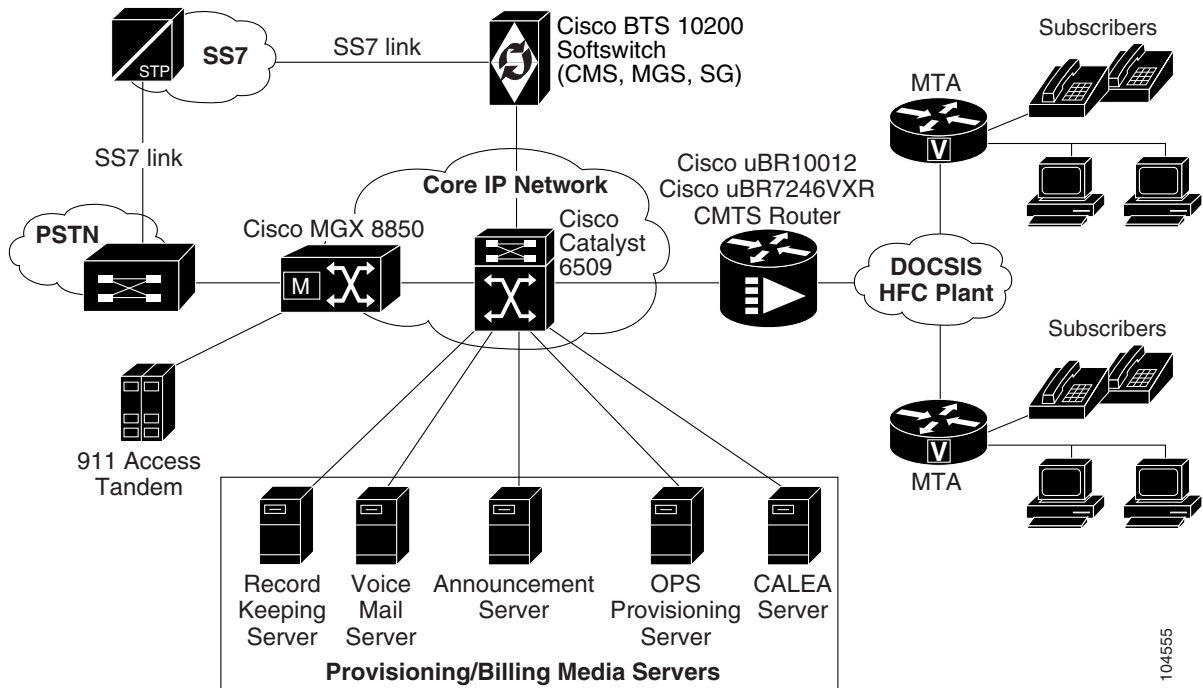 STP
SS7
SS7 link
Cisco BTS 10200
Softswitch
(CMS, MGS, SG)
Subscribers
MTA
V
SS7 link
PSTN
Cisco MGX 8850
M
Core IP Network
Cisco
Catalyst
6509
Cisco uBR10012
Cisco uBR7246VXR
CMTS Router
DOCSIS
HFC Plant
Subscribers
V
MTA
911 Access
Tandem
Record
Keeping
Server
Voice
Mail
Server
Announcement
Server
OPS
Provisioning
Server
CALEA
Server
Provisioning/Billing Media Servers
104555